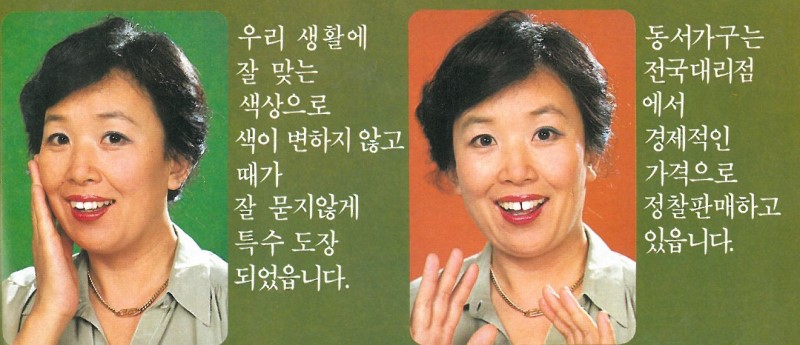 우리 생활에
잘 맞는
색상으로
색이 변하지 않고
때가
잘 묻지않게
특수 도장
되었읍니다.
동서가구는
전국대리점
에서
경제적인
가격으로
정찰판매하고
있읍니다.